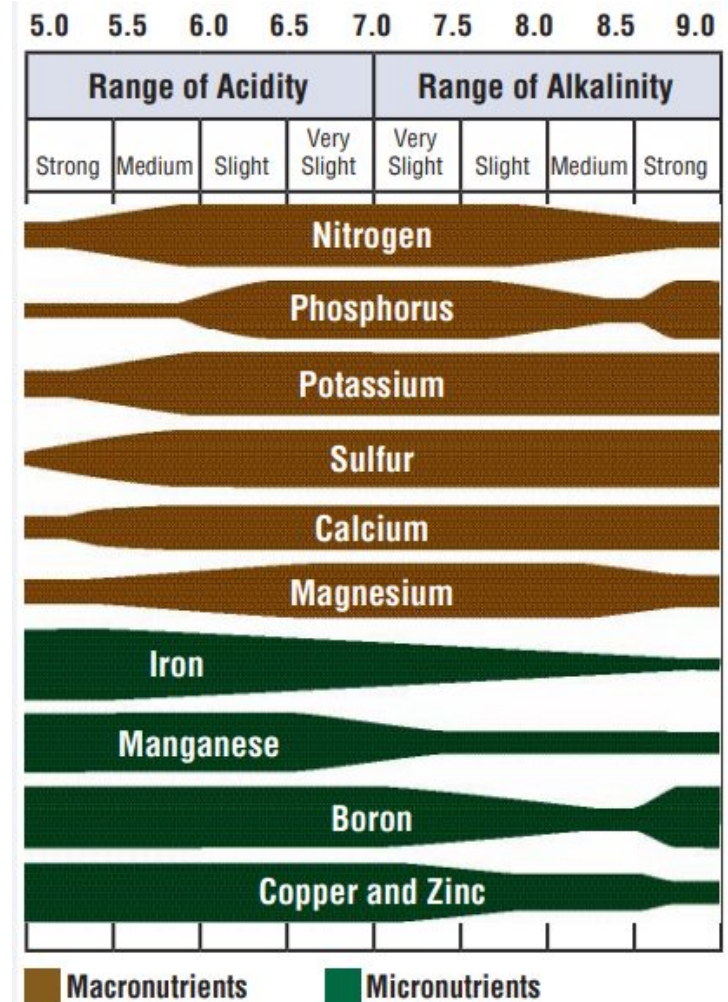 5.0 5.5 6.0 6.5 7.0 7.5 8.0 8.5 9.0
Range of Acidity Range of Alkalinity
Strong Medium Slight Very Slight Very Slight Slight Medium Strong
Nitrogen
Phosphorus
Potassium
Sulfur
Calcium
Magnesium
Iron
Manganese
Boron
Copper and Zinc
Macronutrients Micronutrients